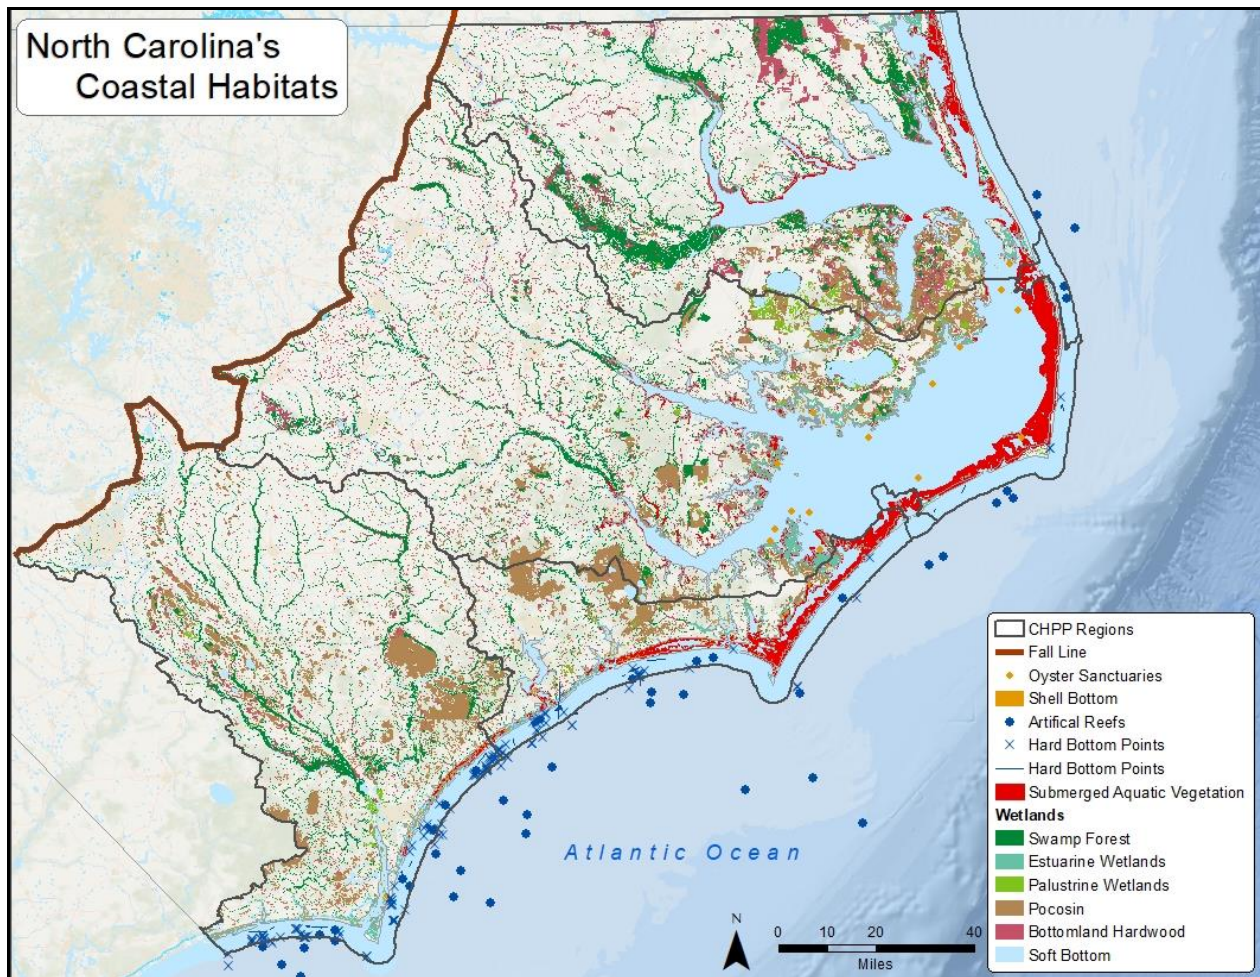 North Carolina's
Coastal Habitats
CHPP Regions
Fall Line
Oyster Sanctuaries
Shell Bottom
Artifical Reefs
Hard Bottom Points
Hard Bottom Points
Submerged Aquatic Vegetation
Wetlands
Swamp Forest
Estuarine Wetlands
Palustrine Wetlands
Pocosin
Bottomland Hardwood
Soft Bottom
Atlantic Ocean
N
0 10 20 40
Miles